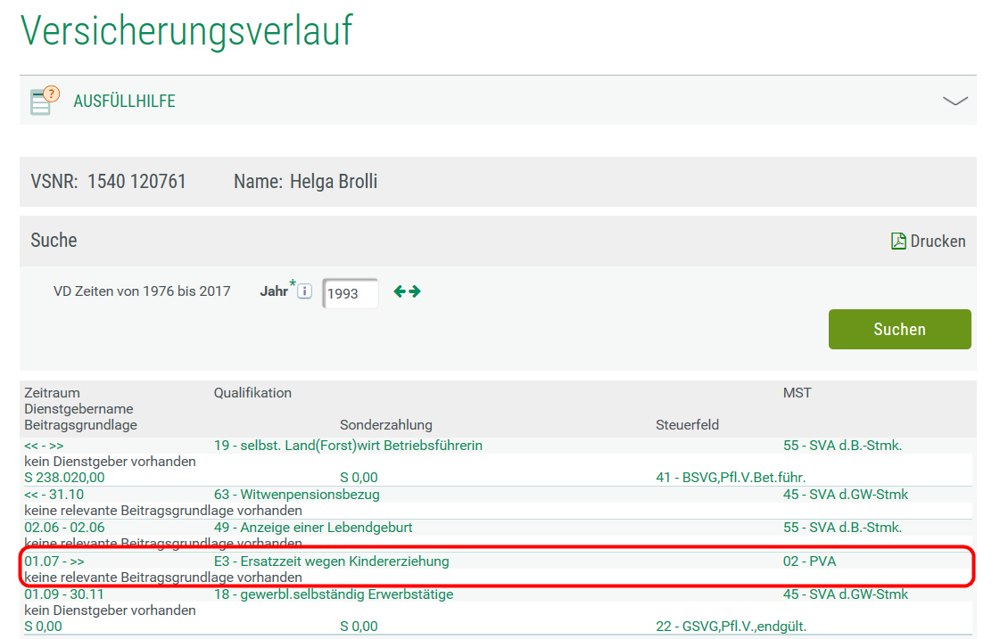 Versicherungsverlauf
? AUSFÜLLHILFE
VSNR: 1540 120761 Name: Helga Brolli
Suche Drucken
VD Zeiten von 1976 bis 2017 Jahr* i 1993
Suchen
Zeitraum Qualifikation MST
Dienstgebername
Beitragsgrundlage Sonderzahlung Steuerfeld
<< - >> 19 - selbst. Land(Forst)wirt Betriebsführerin 55 - SVA d.B.-Stmk.
kein Dienstgeber vorhanden
S 238.020,00 S 0,00 41 - BSVG,Pfl.V.Bet.führ.
<< - 31.10 63 - Witwenpensionsbezug 45 - SVA d.GW-Stmk
keine relevante Beitragsgrundlage vorhanden
02.06 - 02.06 49 - Anzeige einer Lebendgeburt 55 - SVA d.B.-Stmk.
keine relevante Beitragsgrundlage vorhanden
01.07 - >> E3 - Ersatzzeit wegen Kindererziehung 02 - PVA
keine relevante Beitragsgrundlage vorhanden
01.09 - 30.11 18 - gewerbl.selbständig Erwerbstätige 45 - SVA d.GW-Stmk
kein Dienstgeber vorhanden
S 0,00 S 0,00 22 - GSVG,Pfl.V.,endgült.